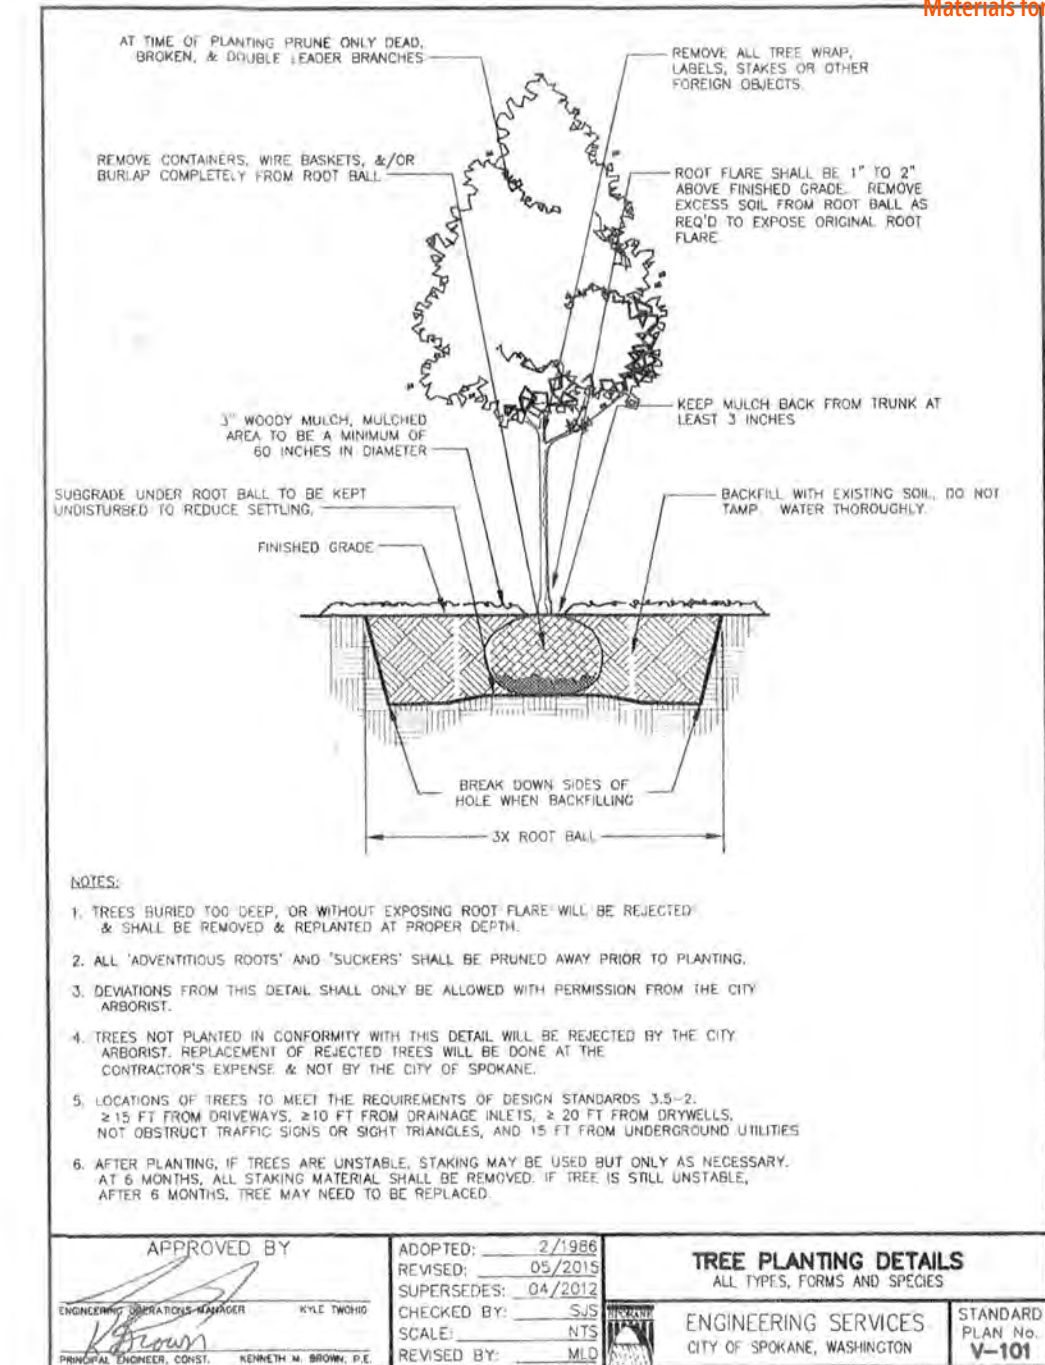 Materials for
AT TIME OF PLANTING PRUNE ONLY DEAD,
BROKEN, & DOUBLE LEADER BRANCHES
REMOVE ALL TREE WRAP,
LABELS, STAKES OR OTHER
FOREIGN OBJECTS.
REMOVE CONTAINERS, WIRE BASKETS, &/OR
BURLAP COMPLETELY FROM ROOT BALL
ROOT FLARE SHALL BE 1" TO 2"
ABOVE FINISHED GRADE. REMOVE
EXCESS SOIL FROM ROOT BALL AS
REQ'D TO EXPOSE ORIGINAL ROOT
FLARE.
3" WOODY MULCH, MULCHED
AREA TO BE A MINIMUM OF
60 INCHES IN DIAMETER
KEEP MULCH BACK FROM TRUNK AT
LEAST 3 INCHES
SUBGRADE UNDER ROOT BALL TO BE KEPT
UNDISTURBED TO REDUCE SETTLING.
BACKFILL WITH EXISTING SOIL, DO NOT
TAMP. WATER THOROUGHLY.
FINISHED GRADE
BREAK DOWN SIDES OF
HOLE WHEN BACKFILLING
3X ROOT BALL
NOTES:
1. TREES BURIED TOO DEEP, OR WITHOUT EXPOSING ROOT FLARE WILL BE REJECTED
& SHALL BE REMOVED & REPLANTED AT PROPER DEPTH.
2. ALL 'ADVENTITIOUS ROOTS' AND 'SUCKERS' SHALL BE PRUNED AWAY PRIOR TO PLANTING.
3. DEVIATIONS FROM THIS DETAIL SHALL ONLY BE ALLOWED WITH PERMISSION FROM THE CITY
ARBORIST.
4. TREES NOT PLANTED IN CONFORMITY WITH THIS DETAIL WILL BE REJECTED BY THE CITY
ARBORIST. REPLACEMENT OF REJECTED TREES WILL BE DONE AT THE
CONTRACTOR'S EXPENSE & NOT BY THE CITY OF SPOKANE.
5. LOCATIONS OF TREES TO MEET THE REQUIREMENTS OF DESIGN STANDARDS 3.5-2.
≥ 15 FT FROM DRIVEWAYS, ≥10 FT FROM DRAINAGE INLETS, ≥ 20 FT FROM DRYWELLS,
NOT OBSTRUCT TRAFFIC SIGNS OR SIGHT TRIANGLES, AND 15 FT FROM UNDERGROUND UTILITIES
6. AFTER PLANTING, IF TREES ARE UNSTABLE, STAKING MAY BE USED BUT ONLY AS NECESSARY.
AT 6 MONTHS, ALL STAKING MATERIAL SHALL BE REMOVED. IF TREE IS STILL UNSTABLE,
AFTER 6 MONTHS, TREE MAY NEED TO BE REPLACED.
APPROVED BY
ENGINEERING OPERATIONS MANAGER KYLE TWOHIG
K Brown
PRINCIPAL ENGINEER, CONST. KENNETH M. BROWN, P.E.
ADOPTED: 2/1986
REVISED: 05/2015
SUPERSEDES: 04/2012
CHECKED BY: SJS
SCALE: NTS
REVISED BY: MLD
TREE PLANTING DETAILS
ALL TYPES, FORMS AND SPECIES
SPOKANE
ENGINEERING SERVICES
CITY OF SPOKANE, WASHINGTON
STANDARD
PLAN No.
V-101